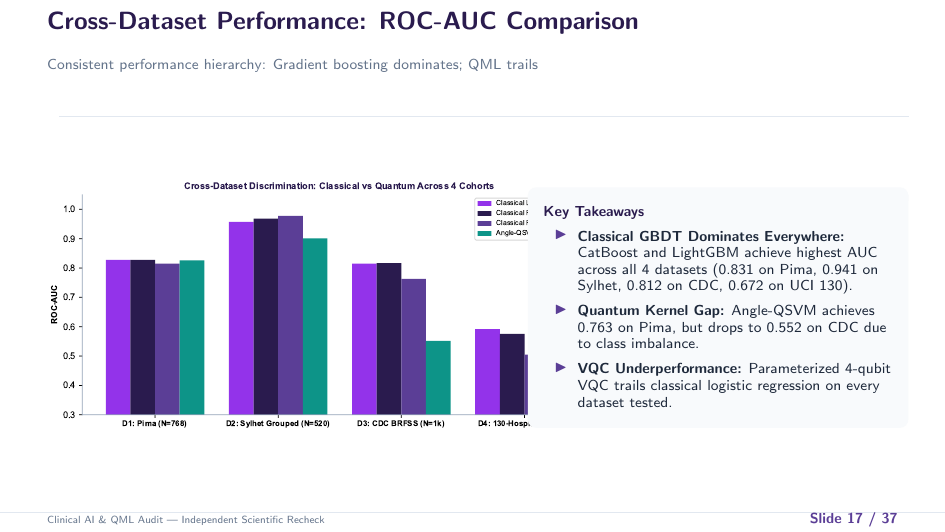 Cross-Dataset Performance: ROC-AUC Comparison
Consistent performance hierarchy: Gradient boosting dominates; QML trails
Cross-Dataset Discrimination: Classical vs Quantum Across 4 Cohorts
ROC-AUC
1.0
0.9
0.8
0.7
0.6
0.5
0.4
0.3
Classical
Classical
Classical
D1: Pima (N=768)
D2: Sylhet Grouped (N=520)
D3: CDC BRFSS (N=1k)
D4: 130-Hosp
Key Takeaways
Classical GBDT Dominates Everywhere:
CatBoost and LightGBM achieve highest AUC
across all 4 datasets (0.831 on Pima, 0.941 on
Sylhet, 0.812 on CDC, 0.672 on UCI 130).
Quantum Kernel Gap: Angle-QSVM achieves
0.763 on Pima, but drops to 0.552 on CDC due
to class imbalance.
VQC Underperformance: Parameterized 4-qubit
VQC trails classical logistic regression on every
dataset tested.
Clinical AI & QML Audit — Independent Scientific Recheck
Slide 17 / 37